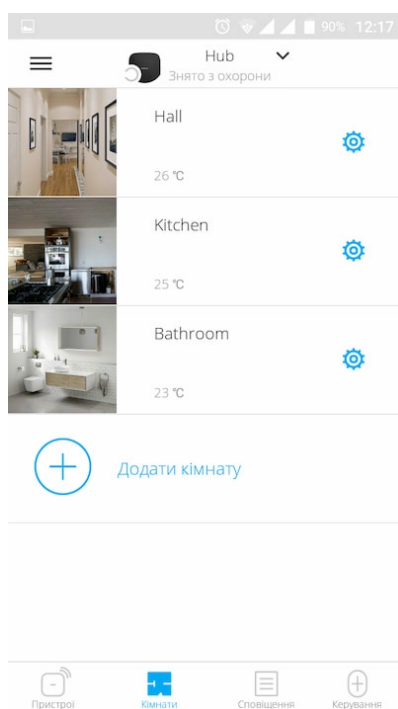 90% 12:17
Hub
Знято з охорони
Hall
26 °C
Kitchen
25 °C
Bathroom
23 °C
Додати кімнату
Пристрої Кімнати Сповіщення Керування